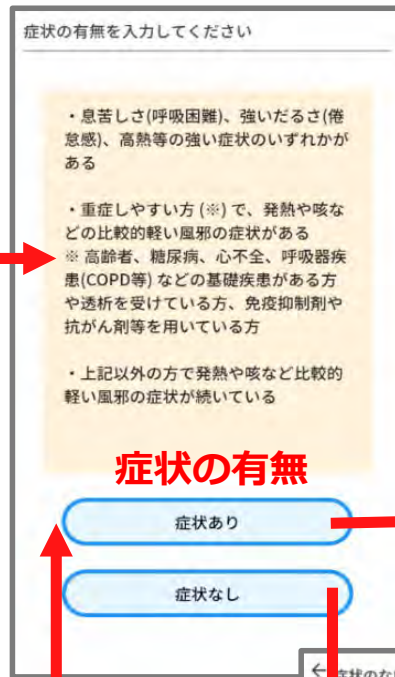 症状の有無を入力してください
・息苦しさ(呼吸困難)、強いだるさ(倦
怠感)、高熱等の強い症状のいずれかが
ある
・重症しやすい方 (※) で、発熱や咳な
どの比較的軽い風邪の症状がある
※ 高齢者、糖尿病、心不全、呼吸器疾
患(COPD等) などの基礎疾患がある方
や透析を受けている方、免疫抑制剤や
抗がん剤等を用いている方
・上記以外の方で発熱や咳など比較的
軽い風邪の症状が続いている
症状の有無
症状あり
症状なし